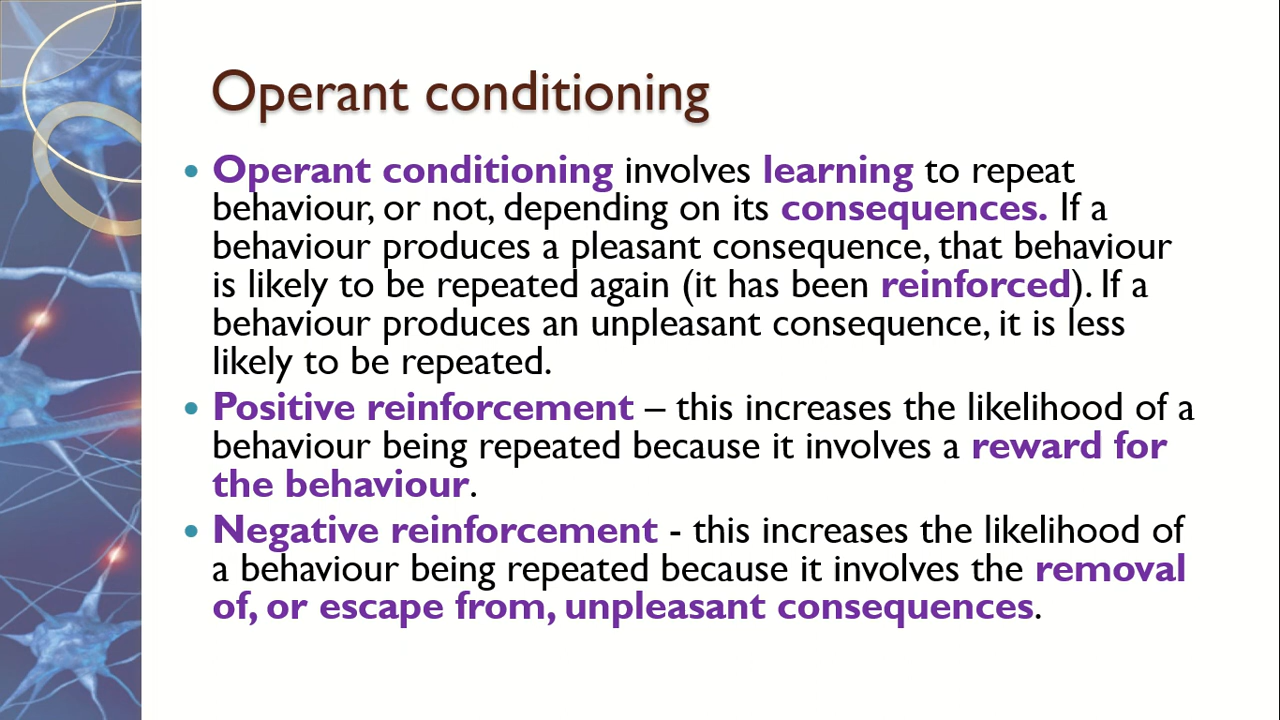 Operant conditioning
• Operant conditioning involves learning to repeat
behaviour, or not, depending on its consequences. If a
behaviour produces a pleasant consequence, that behaviour
is likely to be repeated again (it has been reinforced). If a
behaviour produces an unpleasant consequence, it is less
likely to be repeated.
• Positive reinforcement – this increases the likelihood of a
behaviour being repeated because it involves a reward for
the behaviour.
• Negative reinforcement - this increases the likelihood of
a behaviour being repeated because it involves the removal
of, or escape from, unpleasant consequences.